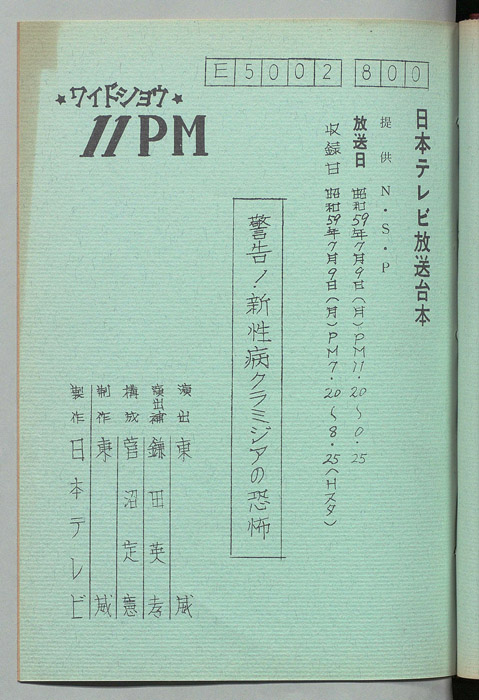 E5002 800
★ワイドショウ★
11PM
日本テレビ放送台本
提供 N・S・P
放送日 昭和59年7月9日(月)PM11・20〜0・25
収録日 昭和59年7月9日(月)PM7・20〜8・25(Hスタ)
警告!新性病クラミジアの恐怖
演出 東 威
演出補 鎌田英孝
構成 菅沼定憲
制作 東 威
製作 日本テレビ